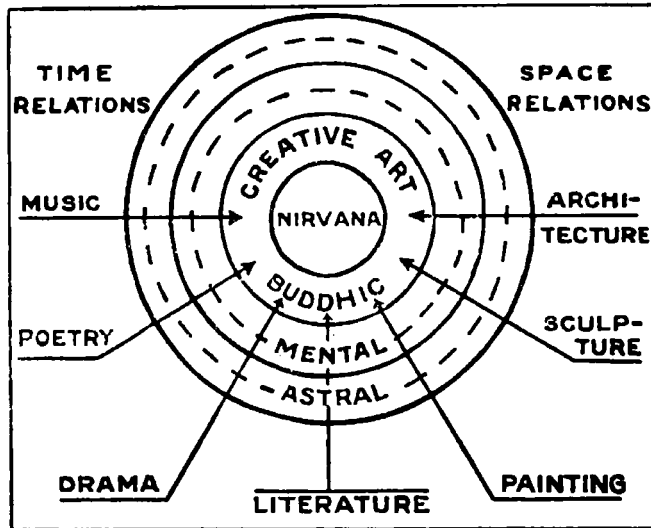 TIME
RELATIONS
SPACE
RELATIONS
CREATIVE ART
MUSIC
NIRVANA
ARCHI-
TECTURE
BUDDHIC
POETRY
MENTAL
SCULP-
TURE
ASTRAL
DRAMA
LITERATURE
PAINTING